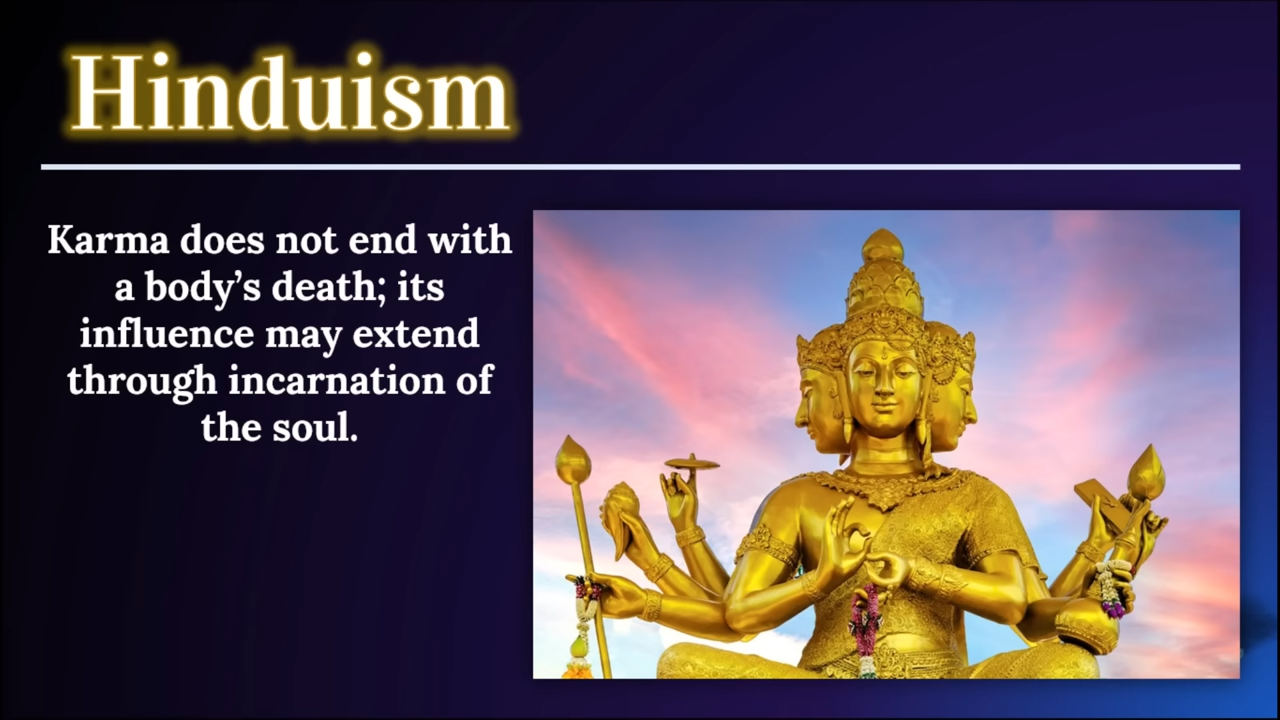 Hinduism
Karma does not end with
a body’s death; its
influence may extend
through incarnation of
the soul.